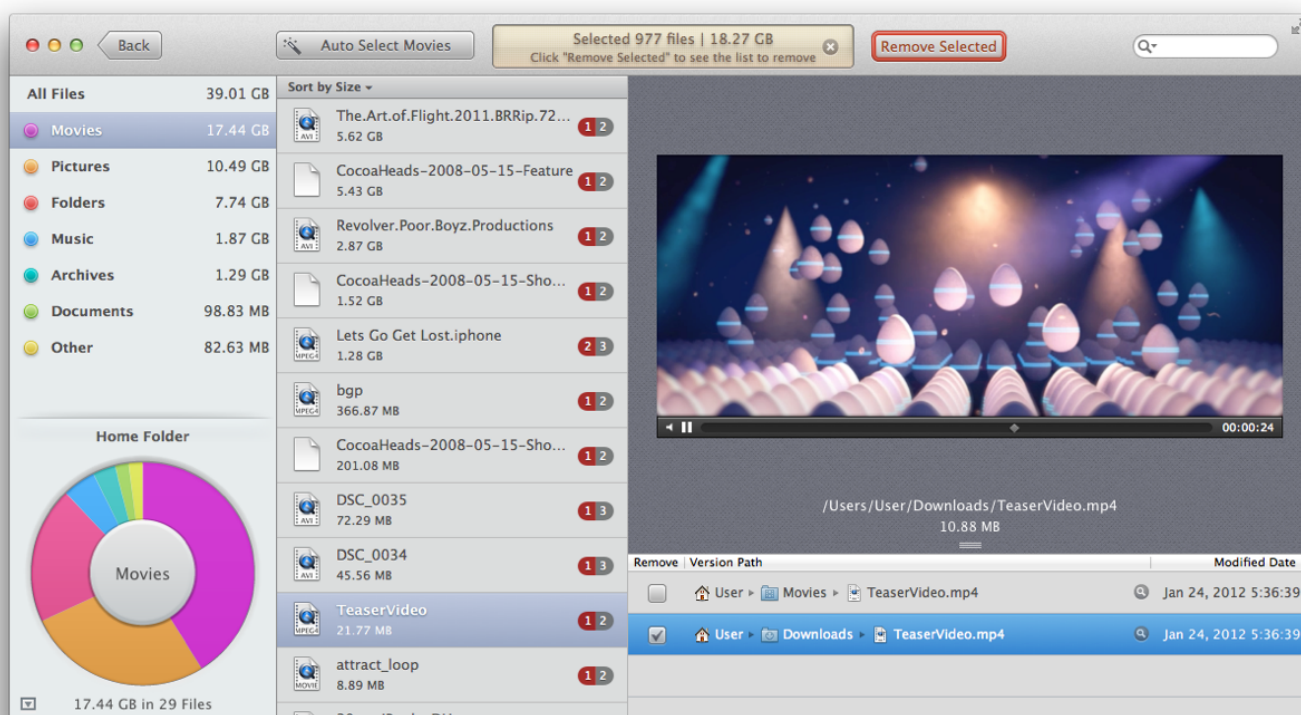 Back
Auto Select Movies
Selected 977 files | 18.27 GB
Click "Remove Selected" to see the list to remove
Remove Selected
All Files 39.01 GB
Movies 17.44 GB
Pictures 10.49 GB
Folders 7.74 GB
Music 1.87 GB
Archives 1.29 GB
Documents 98.83 MB
Other 82.63 MB
Home Folder
Movies
17.44 GB in 29 Files
Sort by Size
The.Art.of.Flight.2011.BRRip.72...
5.62 GB
AVI
1 2
CocoaHeads-2008-05-15-Feature
5.43 GB
1 2
Revolver.Poor.Boyz.Productions
2.87 GB
AVI
1 2
CocoaHeads-2008-05-15-Sho...
1.52 GB
1 2
Lets Go Get Lost.iphone
1.28 GB
MPEG4
2 3
bgp
366.87 MB
MPEG4
1 2
CocoaHeads-2008-05-15-Sho...
201.08 MB
1 2
DSC_0035
72.29 MB
AVI
1 3
DSC_0034
45.56 MB
AVI
1 3
TeaserVideo
21.77 MB
MPEG4
1 2
attract_loop
8.89 MB
MOVIE
1 2
00:00:24
/Users/User/Downloads/TeaserVideo.mp4
10.88 MB
Remove Version Path Modified Date
User Movies TeaserVideo.mp4 Jan 24, 2012 5:36:39
User Downloads TeaserVideo.mp4 Jan 24, 2012 5:36:39